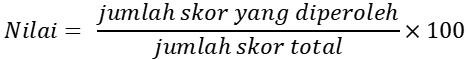 Nilai = jumlah skor yang diperoleh / jumlah skor total × 100